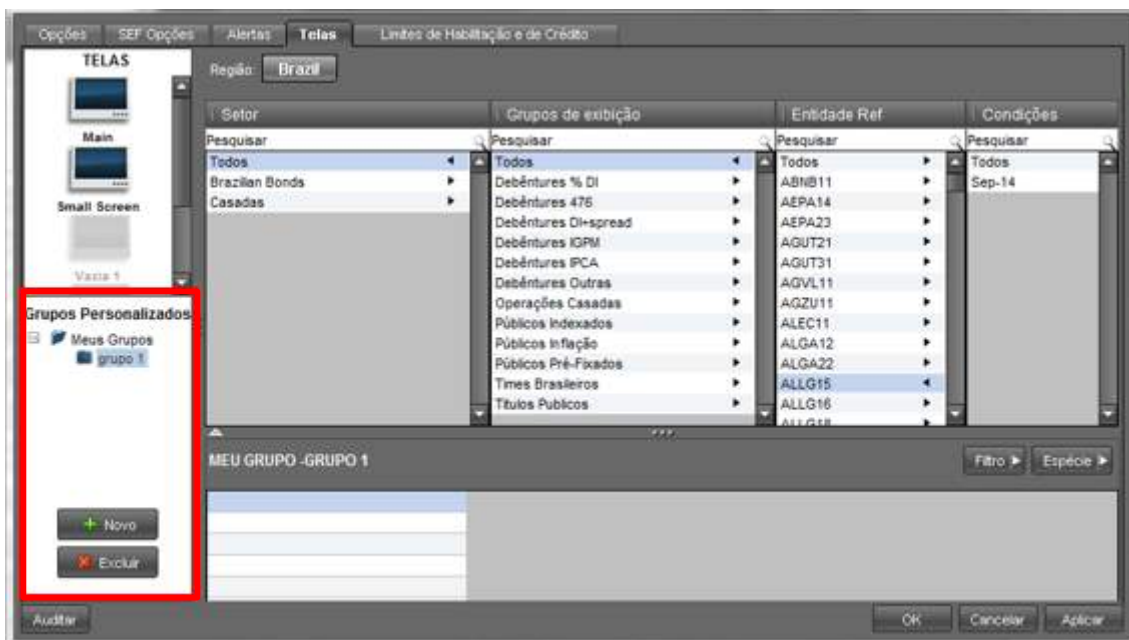 Opções SEF Opções Alertas Telas Limites de Habilitação e de Crédito
TELAS
Main
Small Screen
Vazia 1
Grupos Personalizados
Meus Grupos
grupo 1
+ Novo
Excluir
Região: Brazil
Setor
Pesquisar
Todos
Brazilian Bonds
Casadas
Grupos de exibição
Pesquisar
Todos
Debêntures % DI
Debêntures 476
Debêntures DI+spread
Debêntures IGPM
Debêntures IPCA
Debêntures Outras
Operações Casadas
Públicos Indexados
Públicos Inflação
Públicos Pré-Fixados
Times Brasileiros
Titulos Publicos
Entidade Ref
Pesquisar
Todos
ABNB11
AEPA14
AEPA23
AGUT21
AGUT31
AGVL11
AGZU11
ALEC11
ALGA12
ALGA22
ALLG15
ALLG16
ALLG18
Condições
Pesquisar
Todos
Sep-14
MEU GRUPO -GRUPO 1
Filtro Espécie
Auditar OK Cancelar Aplicar